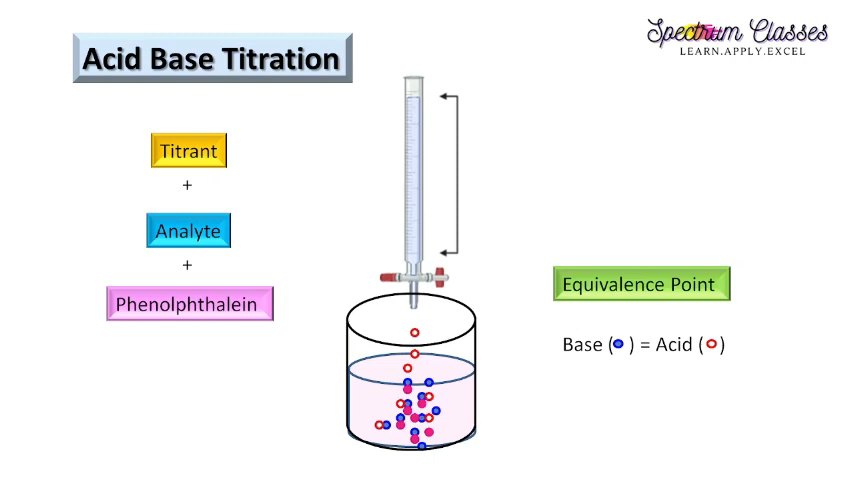 Spectrum Classes
LEARN.APPLY.EXCEL
Acid Base Titration
Titrant
+
Analyte
+
Phenolphthalein
Equivalence Point
Base ( ) = Acid ( )